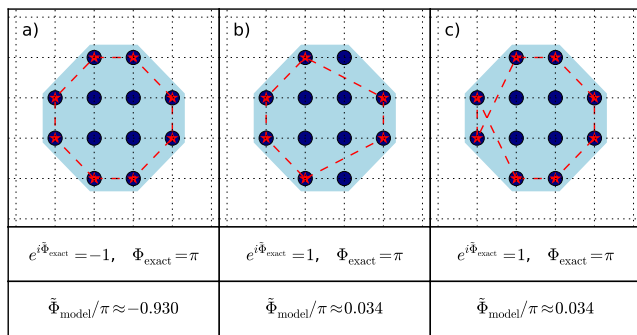 a) b) c)
e^{iΦ̃_exact} = −1, Φ_exact = π e^{iΦ̃_exact} = 1, Φ_exact = π e^{iΦ̃_exact} = 1, Φ_exact = π
Φ̃_model/π ≈ −0.930 Φ̃_model/π ≈ 0.034 Φ̃_model/π ≈ 0.034